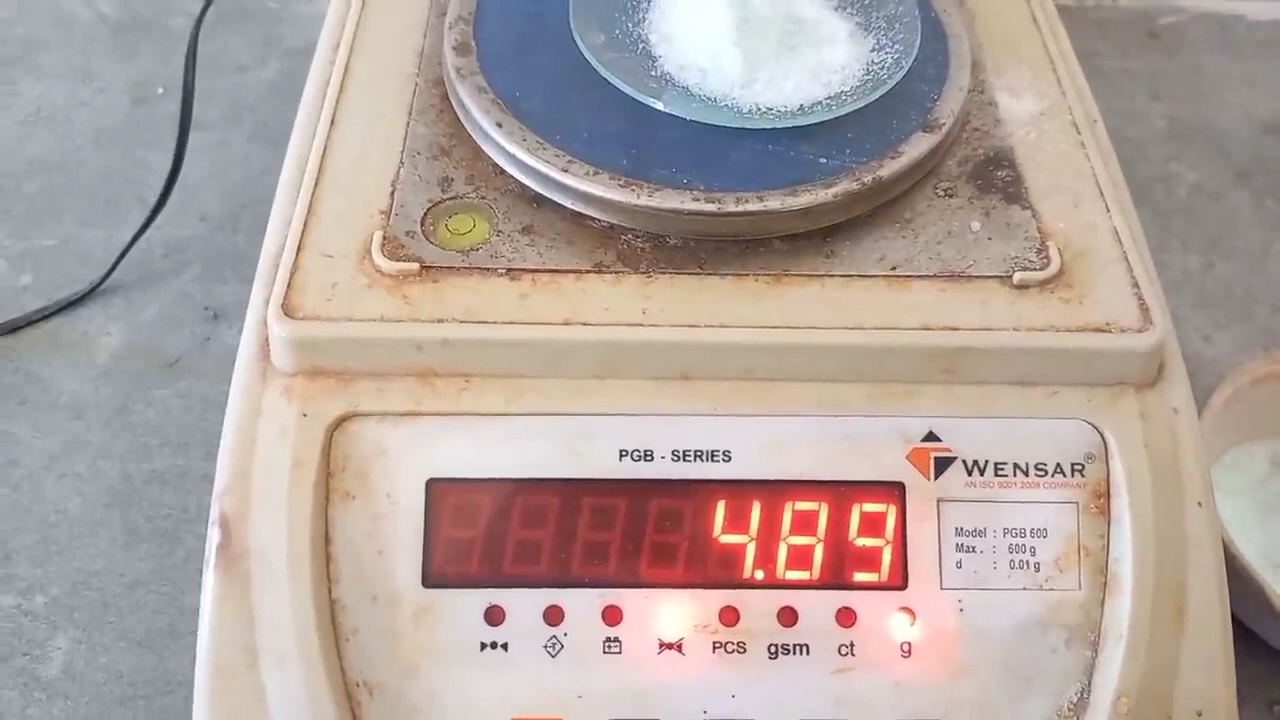 PGB - SERIES
WENSAR®
AN ISO 9001:2008 COMPANY
4.89
Model : PGB 600
Max. : 600 g
d : 0.01 g
PCS gsm ct g